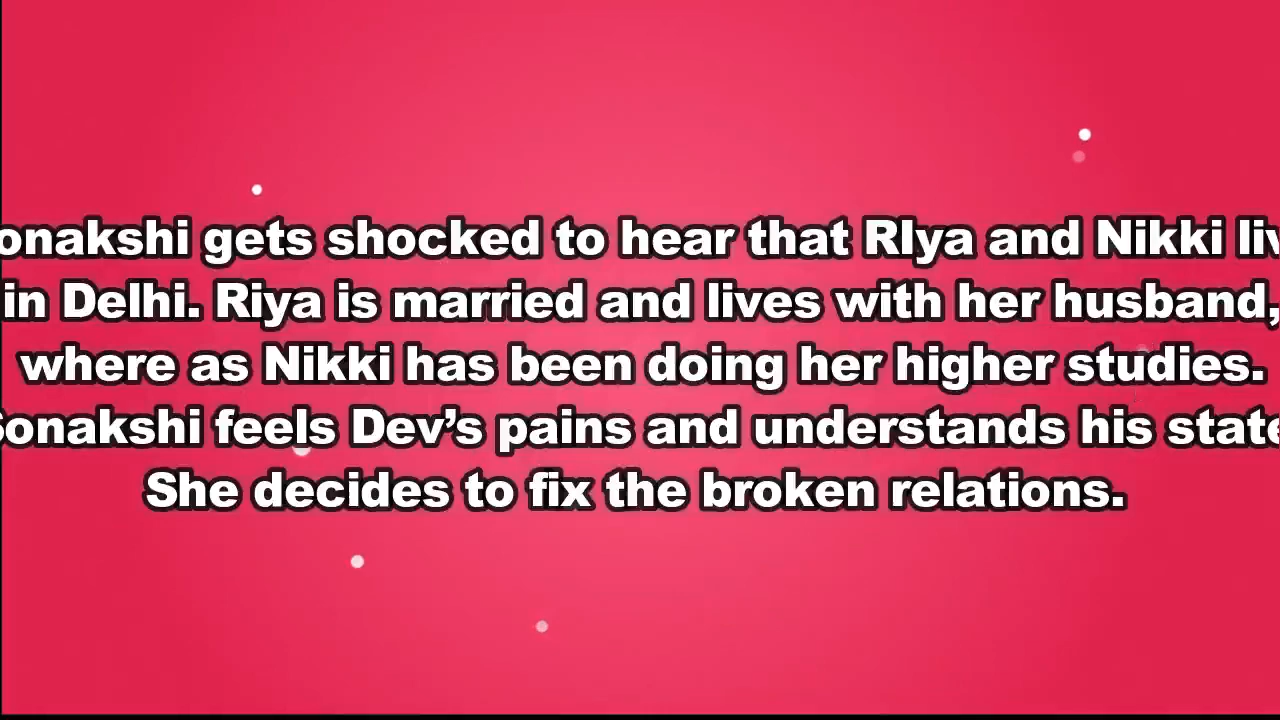 onakshi gets shocked to hear that RIya and Nikki liv
in Delhi. Riya is married and lives with her husband,
where as Nikki has been doing her higher studies.
Sonakshi feels Dev’s pains and understands his state
She decides to fix the broken relations.